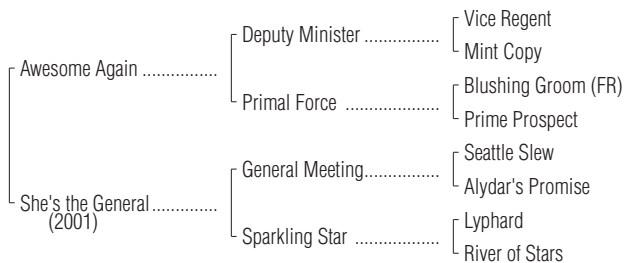 Vice Regent
Deputy Minister ..................
Mint Copy
Awesome Again ...............
Blushing Groom (FR)
Primal Force ....................
Prime Prospect
Seattle Slew
General Meeting................
Alydar's Promise
She's the General.............
(2001)
Lyphard
Sparkling Star ..................
River of Stars